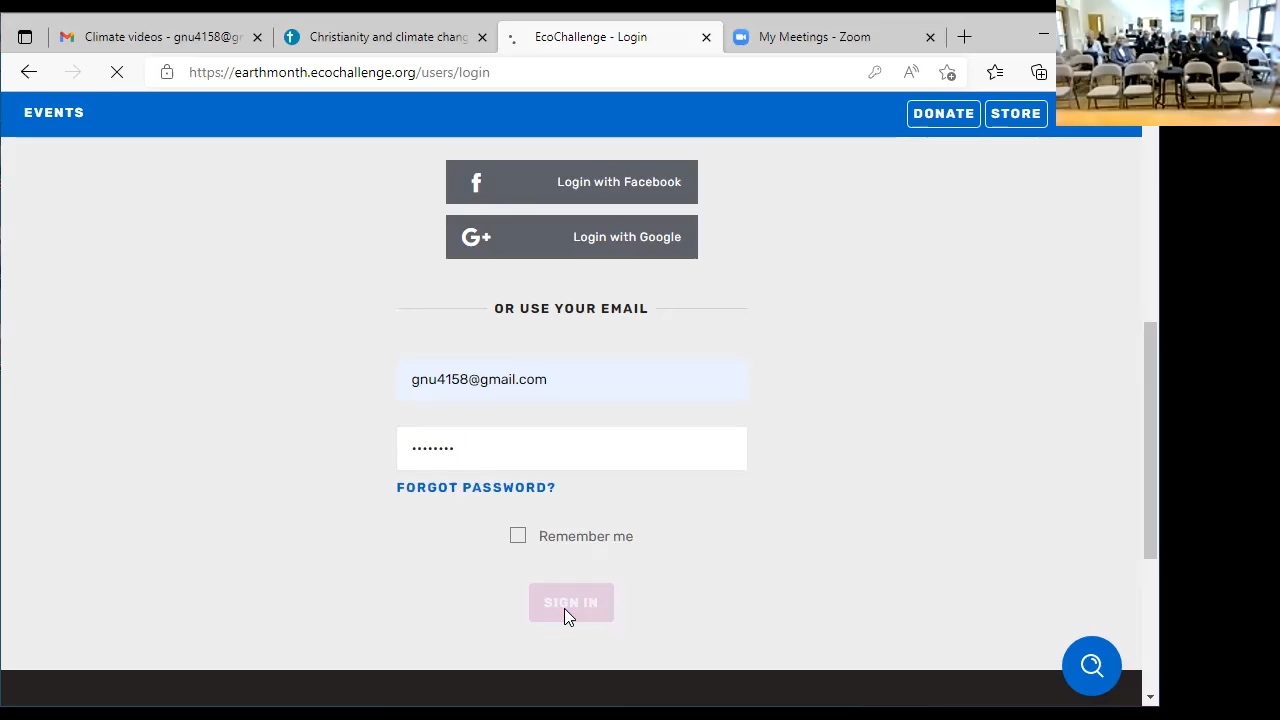 Climate videos - gnu4158@gr
Christianity and climate chang
EcoChallenge - Login
My Meetings - Zoom
https://earthmonth.ecochallenge.org/users/login
EVENTS
DONATE
STORE
f Login with Facebook
G+ Login with Google
OR USE YOUR EMAIL
gnu4158@gmail.com
••••••••
FORGOT PASSWORD?
Remember me
SIGN IN